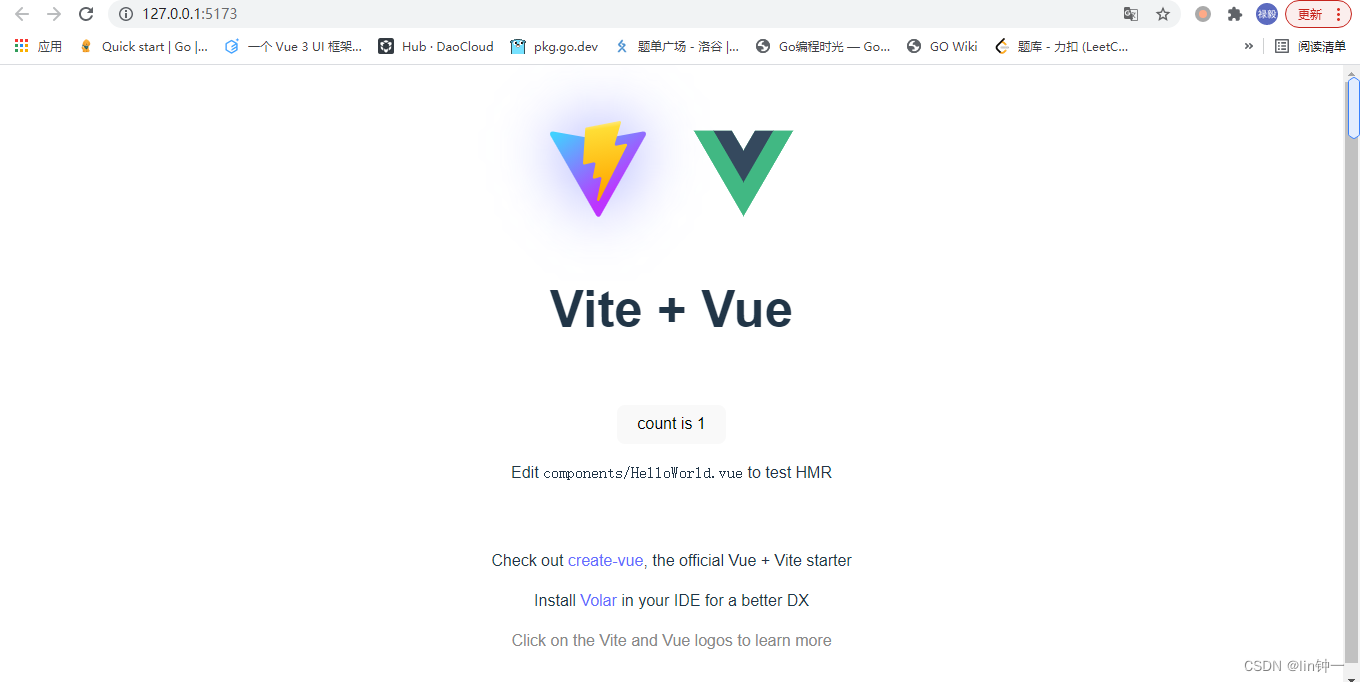 127.0.0.1:5173
禄毅
更新
应用
Quick start | Go |...
一个 Vue 3 UI 框架...
Hub · DaoCloud
pkg.go.dev
题单广场 - 洛谷 |...
Go编程时光 — Go...
GO Wiki
题库 - 力扣 (LeetC...
»
阅读清单
Vite + Vue
count is 1
Edit components/HelloWorld.vue to test HMR
Check out create-vue, the official Vue + Vite starter
Install Volar in your IDE for a better DX
Click on the Vite and Vue logos to learn more
CSDN @lin钟一